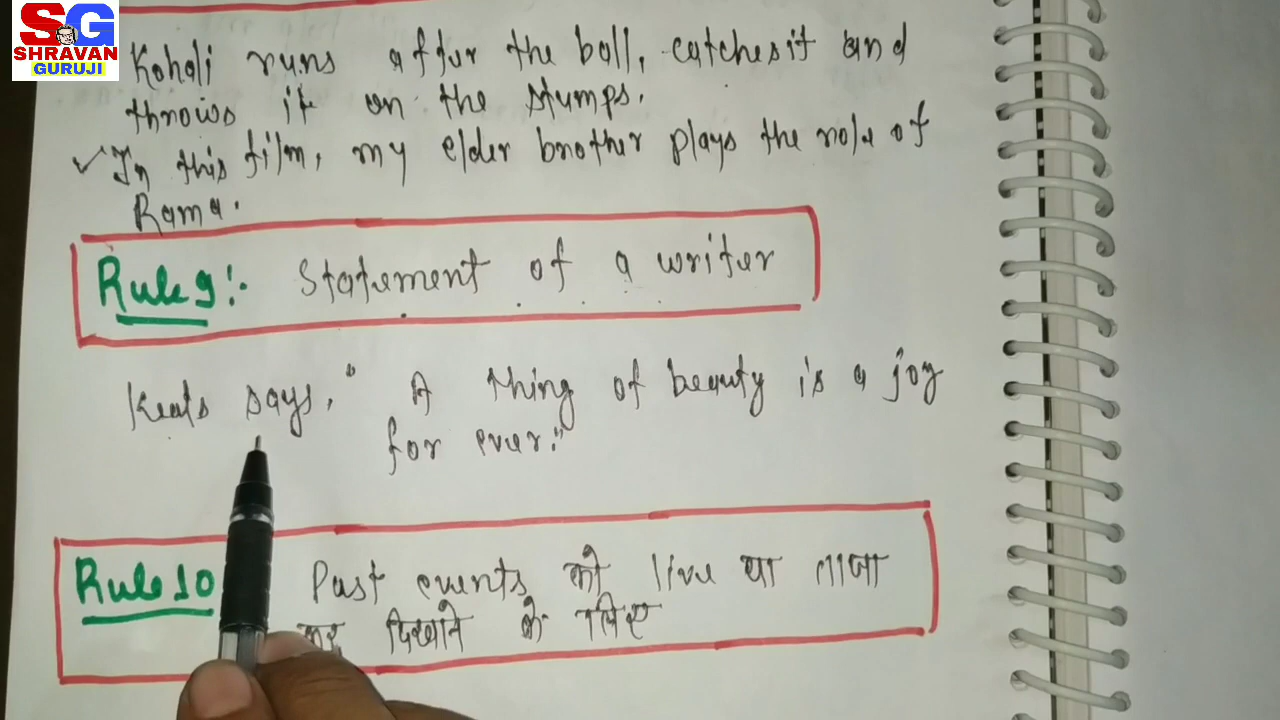 SG
SHRAVAN
GURUJI
Kohali runs after the ball, catches it and
throws it on the stumps.
✓ In this film, my elder brother plays the role of
Rama.
Rule 9:- Statement of a writer
Keats says, " A thing of beauty is a joy
for ever."
Rule 10 Past events को live या ताजा
कर दिखाने के लिए